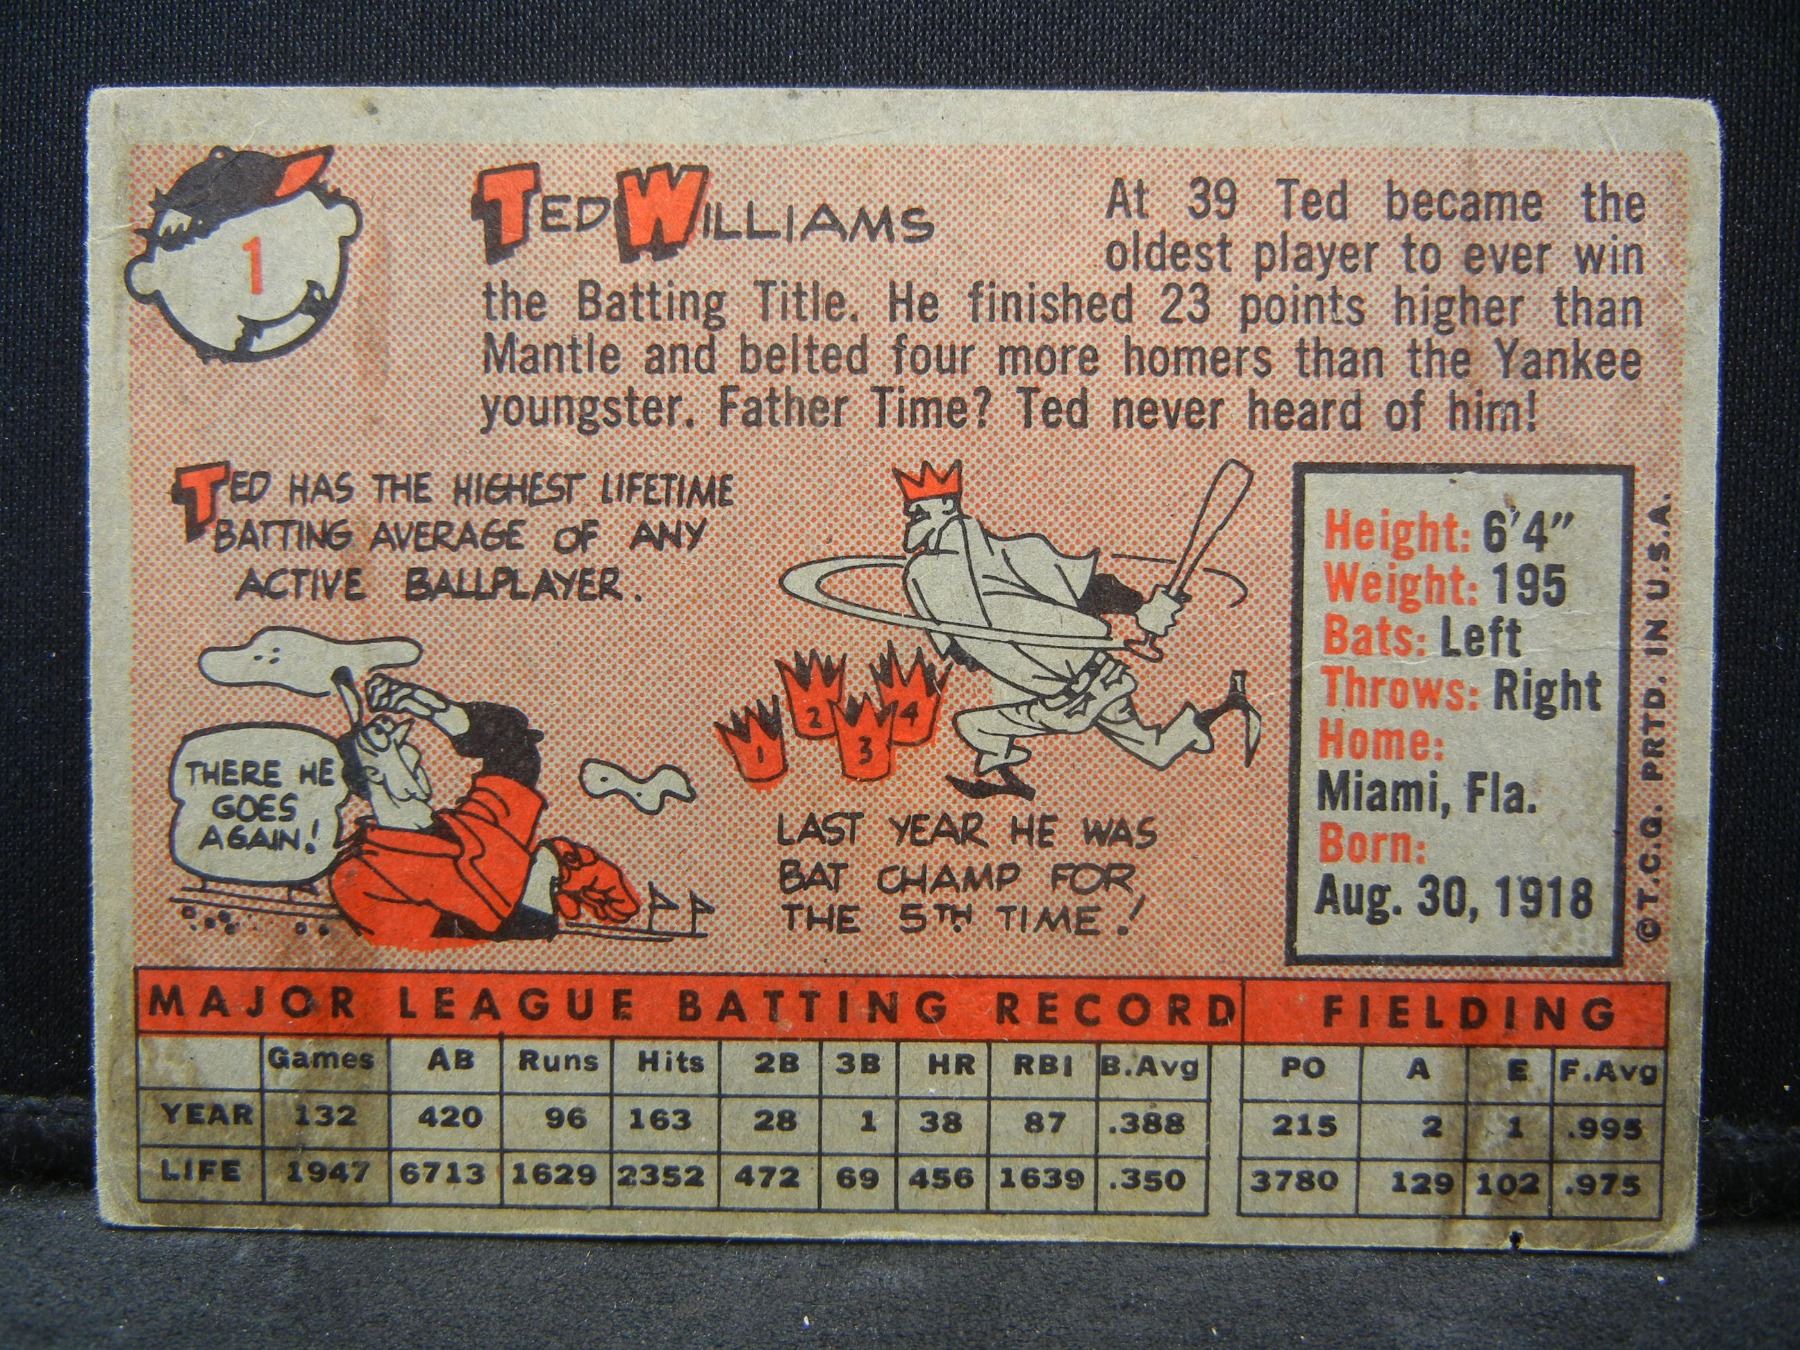 1
TED WILLIAMS
At 39 Ted became the
oldest player to ever win
the Batting Title. He finished 23 points higher than
Mantle and belted four more homers than the Yankee
youngster. Father Time? Ted never heard of him!
TED HAS THE HIGHEST LIFETIME
BATTING AVERAGE OF ANY
ACTIVE BALLPLAYER.
THERE HE
GOES
AGAIN!
1 2 3 4
LAST YEAR HE WAS
BAT CHAMP FOR
THE 5TH TIME!
Height: 6'4"
Weight: 195
Bats: Left
Throws: Right
Home:
Miami, Fla.
Born:
Aug. 30, 1918
© T.C.G. PRTD. IN U.S.A.
MAJOR LEAGUE BATTING RECORD FIELDING
Games AB Runs Hits 2B 3B HR RBI B.Avg PO A E F.Avg
YEAR 132 420 96 163 28 1 38 87 .388 215 2 1 .995
LIFE 1947 6713 1629 2352 472 69 456 1639 .350 3780 129 102 .975